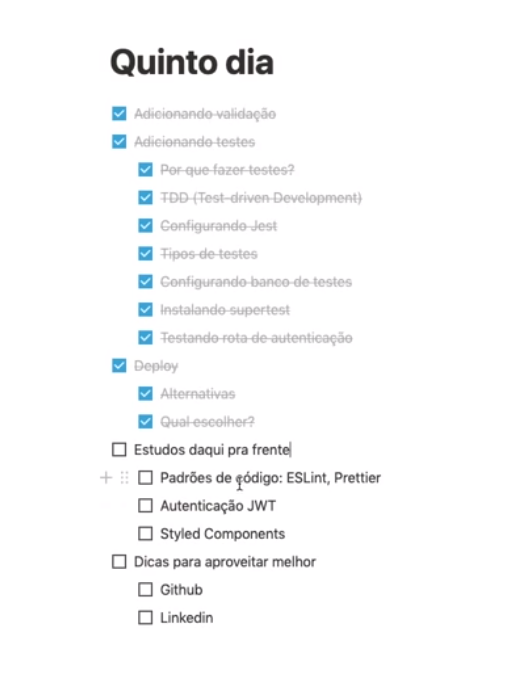 Quinto dia
Adicionando validação
Adicionando testes
Por que fazer testes?
TDD (Test-driven Development)
Configurando Jest
Tipos de testes
Configurando banco de testes
Instalando supertest
Testando rota de autenticação
Deploy
Alternativas
Qual escolher?
Estudos daqui pra frente
Padrões de código: ESLint, Prettier
Autenticação JWT
Styled Components
Dicas para aproveitar melhor
Github
Linkedin